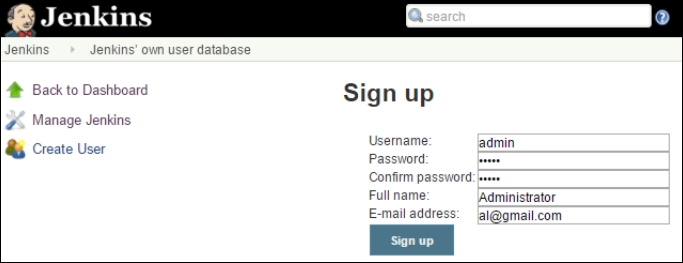 Jenkins
search
Jenkins
Jenkins' own user database
Back to Dashboard
Manage Jenkins
Create User
Sign up
Username: admin
Password: •••••
Confirm password: •••••
Full name: Administrator
E-mail address: al@gmail.com
Sign up